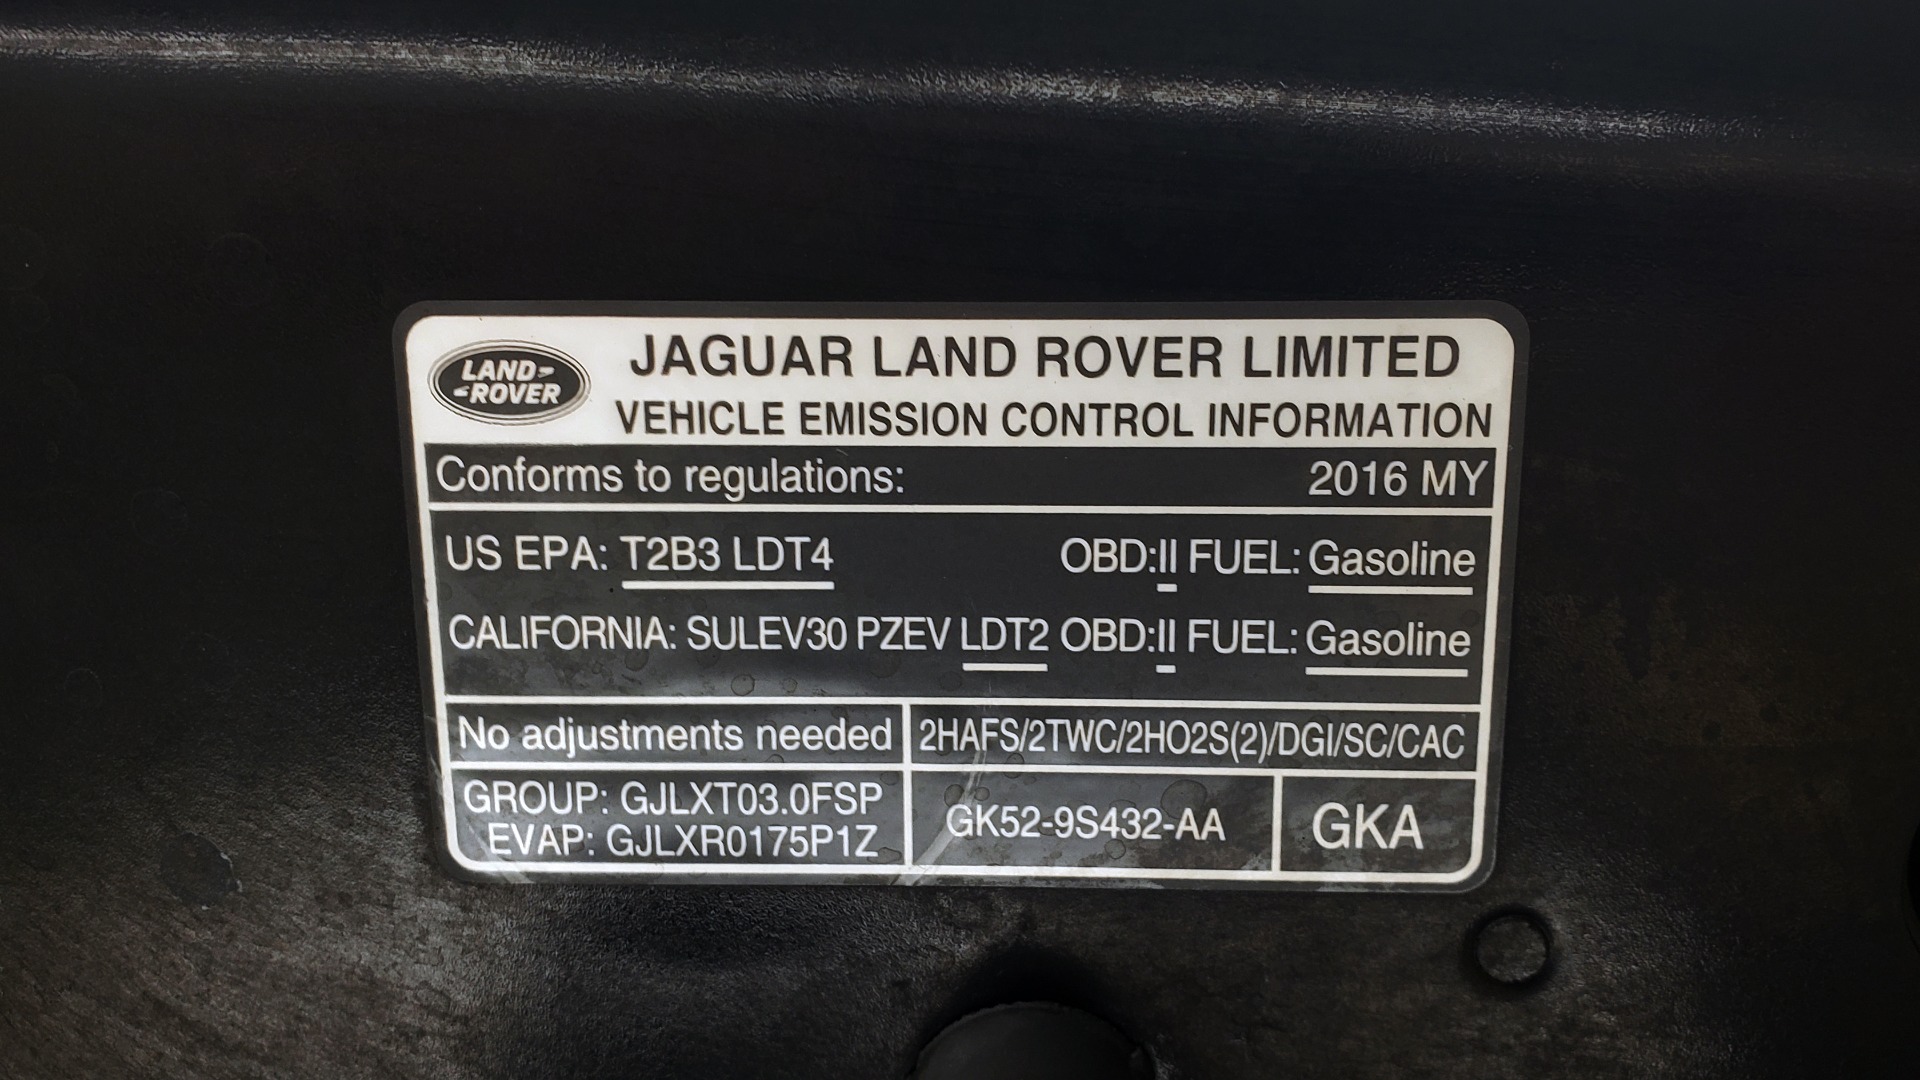 LAND-
-ROVER
JAGUAR LAND ROVER LIMITED
VEHICLE EMISSION CONTROL INFORMATION
Conforms to regulations: 2016 MY
US EPA: T2B3 LDT4 OBD:II FUEL: Gasoline
CALIFORNIA: SULEV30 PZEV LDT2 OBD:II FUEL: Gasoline
No adjustments needed 2HAFS/2TWC/2HO2S(2)/DGI/SC/CAC
GROUP: GJLXT03.0FSP
EVAP: GJLXR0175P1Z
GK52-9S432-AA GKA